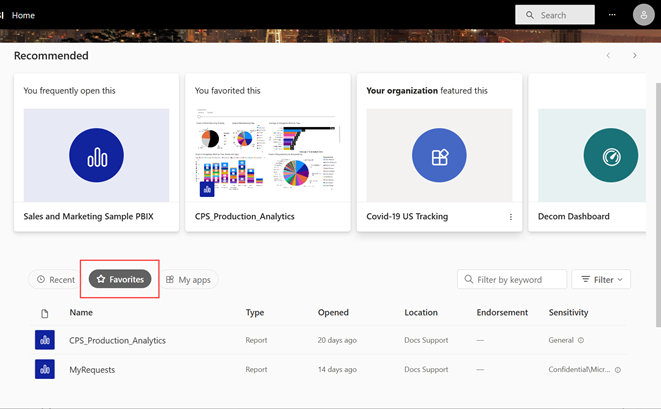 Home
Search
Recommended
You frequently open this
You favorited this
Your organization featured this
Sales and Marketing Sample PBIX
CPS_Production_Analytics
Covid-19 US Tracking
Decom Dashboard
Recent
Favorites
My apps
Filter by keyword
Filter
Name Type Opened Location Endorsement Sensitivity
CPS_Production_Analytics Report 20 days ago Docs Support — General
MyRequests Report 14 days ago Docs Support — Confidential\Micr...